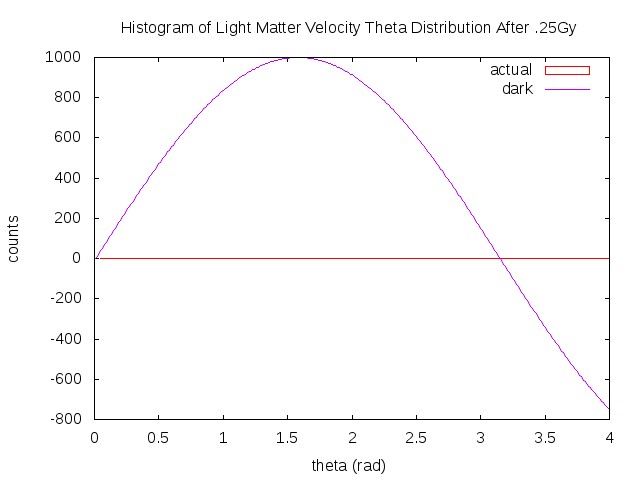 Histogram of Light Matter Velocity Theta Distribution After .25Gy
actual
dark
1000
800
600
400
200
0
-200
-400
-600
-800
counts
0 0.5 1 1.5 2 2.5 3 3.5 4
theta (rad)